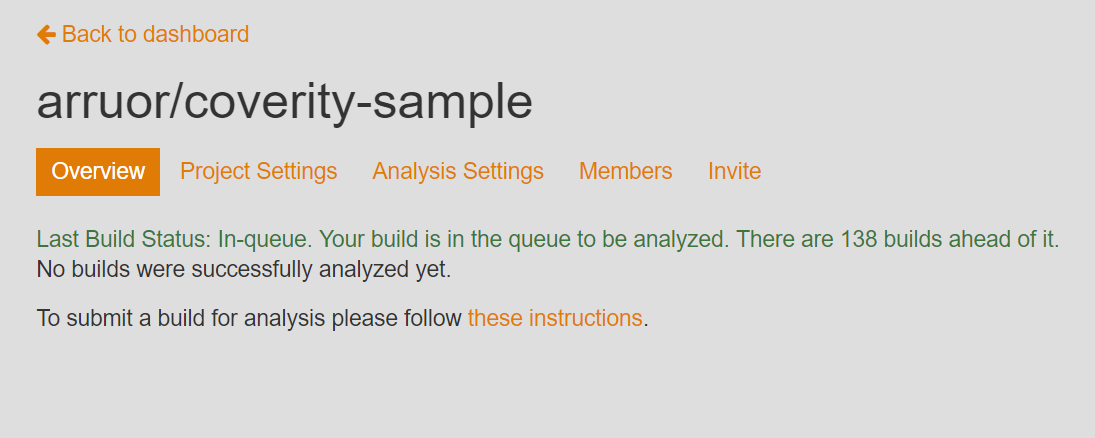 Back to dashboard
arruor/coverity-sample
Overview Project Settings Analysis Settings Members Invite
Last Build Status: In-queue. Your build is in the queue to be analyzed. There are 138 builds ahead of it.
No builds were successfully analyzed yet.
To submit a build for analysis please follow these instructions.